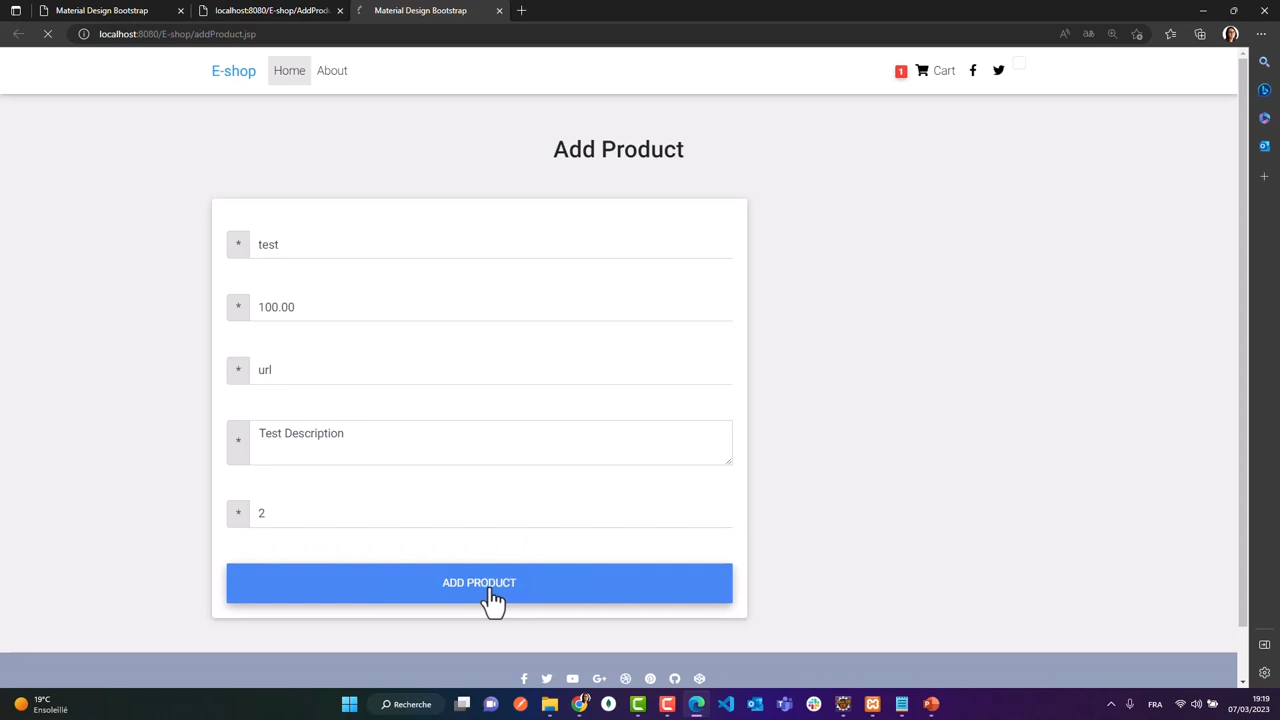 Material Design Bootstrap
localhost:8080/E-shop/AddProd
Material Design Bootstrap
localhost:8080/E-shop/addProduct.jsp
E-shop
Home
About
1
Cart
Add Product
* test
* 100.00
* url
* Test Description
* 2
ADD PRODUCT
19°C
Ensoleillé
Recherche
FRA
19:19
07/03/2023